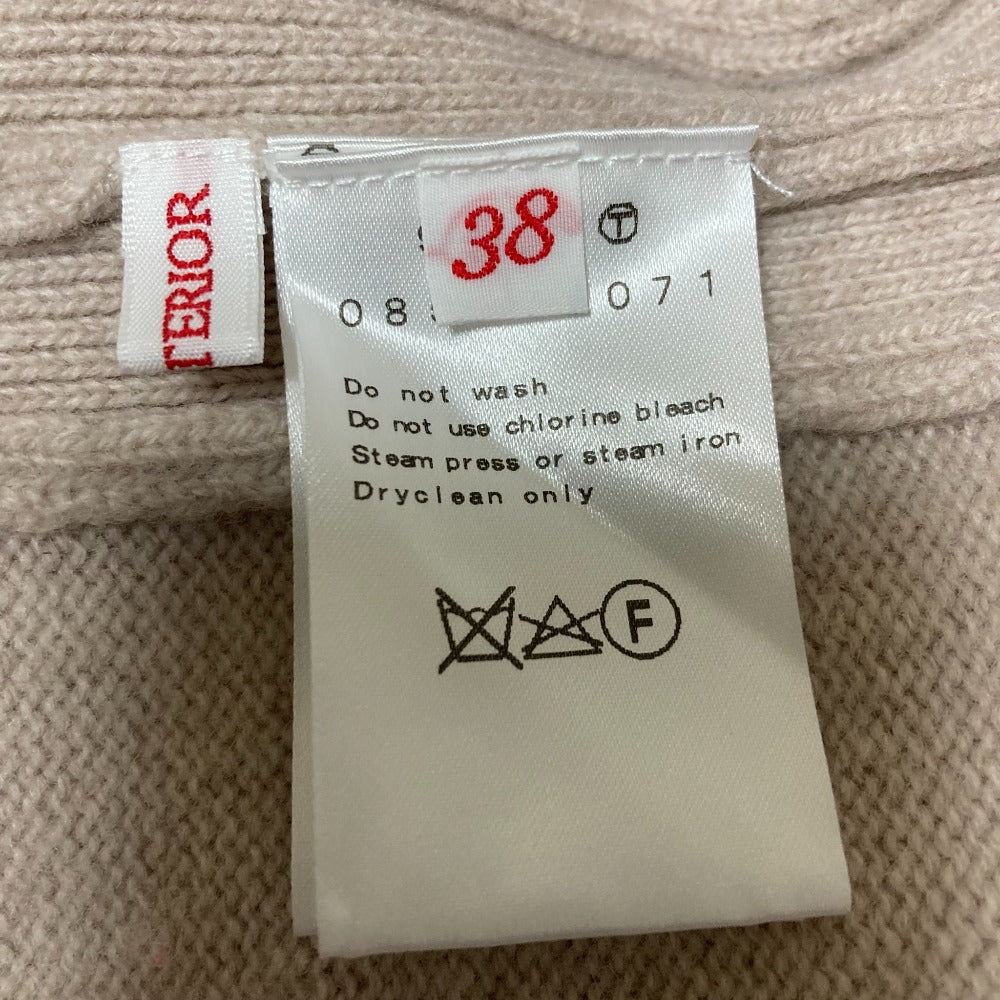 TERIOR
38
T
08 071
Do not wash
Do not use chlorine bleach
Steam press or steam iron
Dryclean only
F